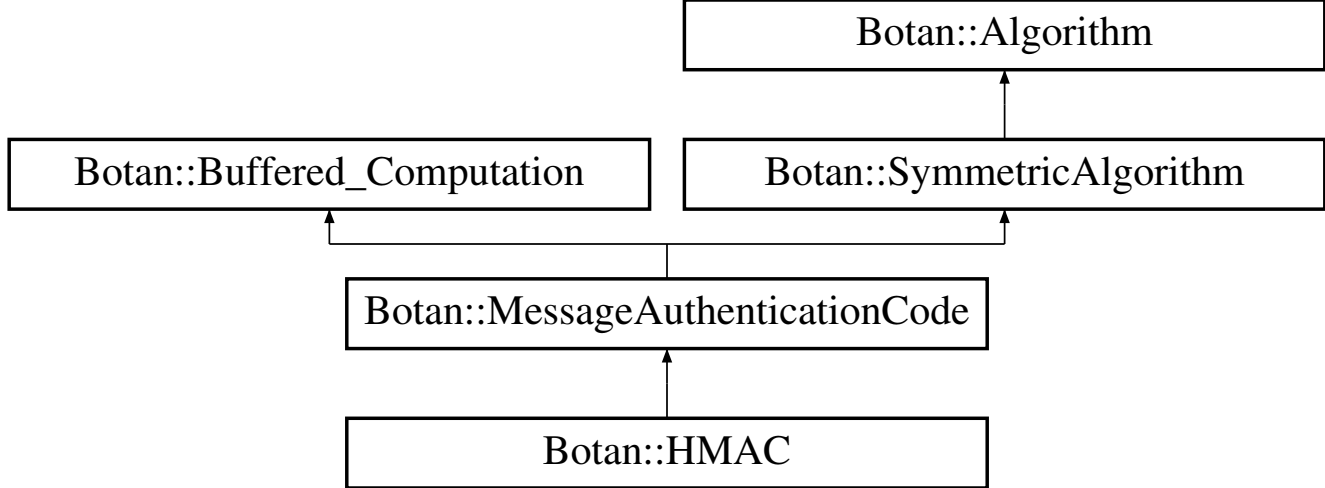 Botan::Algorithm
Botan::Buffered_Computation
Botan::SymmetricAlgorithm
Botan::MessageAuthenticationCode
Botan::HMAC